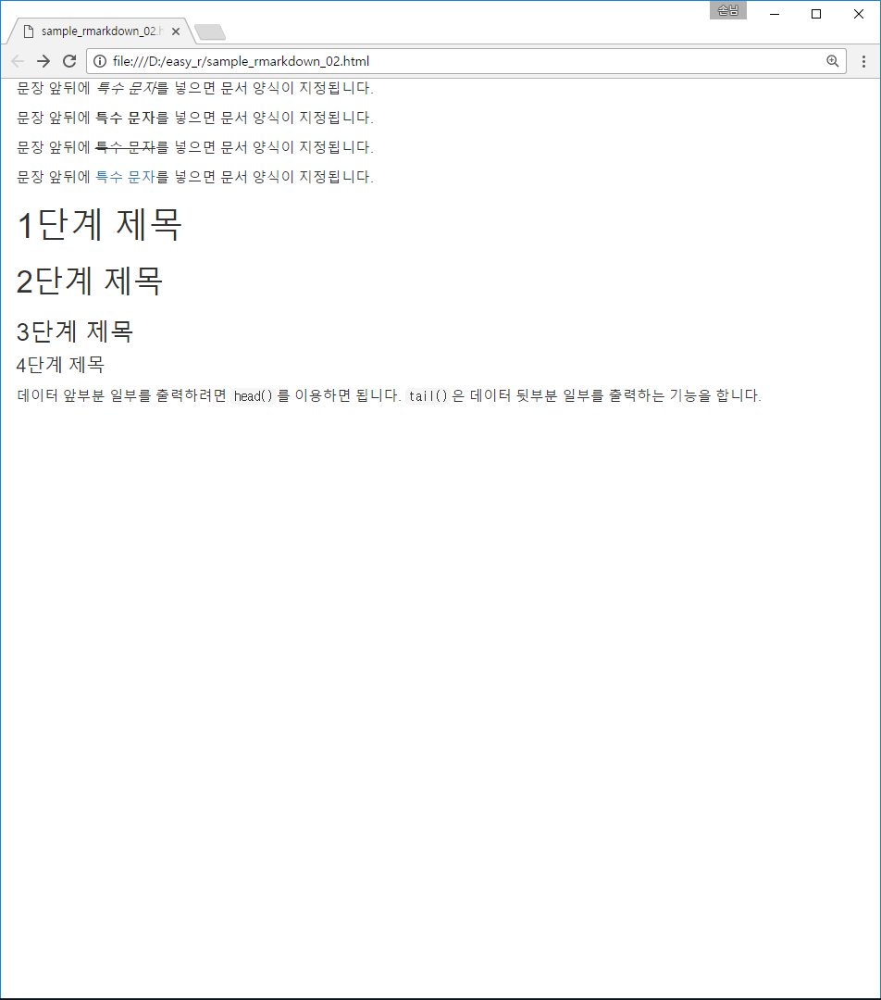 손님
sample_rmarkdown_02.h
file:///D:/easy_r/sample_rmarkdown_02.html
문장 앞뒤에 특수 문자를 넣으면 문서 양식이 지정됩니다.
문장 앞뒤에 특수 문자를 넣으면 문서 양식이 지정됩니다.
문장 앞뒤에 특수 문자를 넣으면 문서 양식이 지정됩니다.
문장 앞뒤에 특수 문자를 넣으면 문서 양식이 지정됩니다.
1단계 제목
2단계 제목
3단계 제목
4단계 제목
데이터 앞부분 일부를 출력하려면 head() 를 이용하면 됩니다. tail() 은 데이터 뒷부분 일부를 출력하는 기능을 합니다.